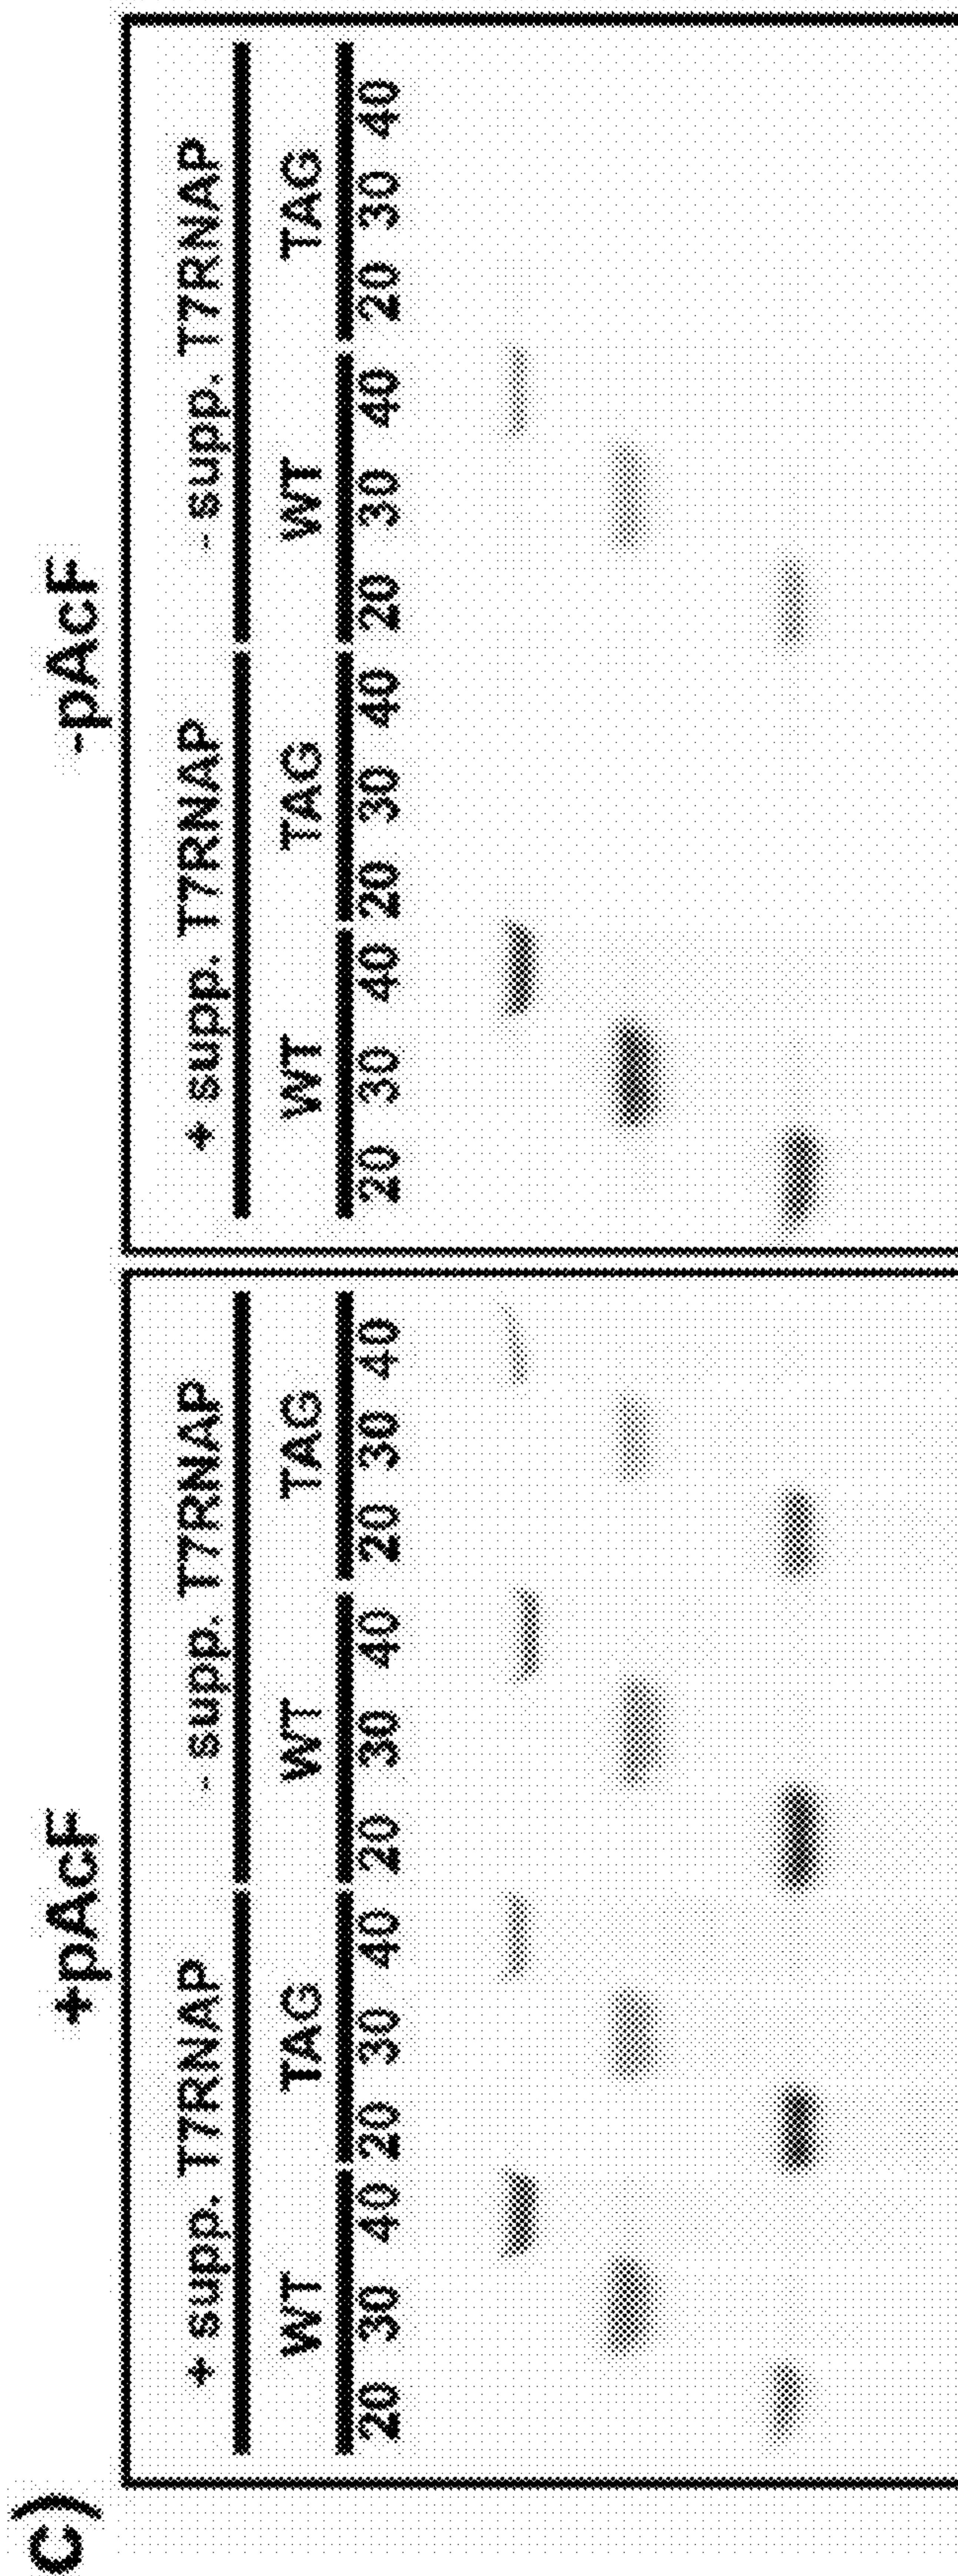 C)
+pAcF -pAcF
+ supp. T7RNAP - supp. T7RNAP + supp. T7RNAP - supp. T7RNAP
WT TAG WT TAG WT TAG WT TAG
20 30 40 20 30 40 20 30 40 20 30 40 20 30 40 20 30 40 20 30 40 20 30 40